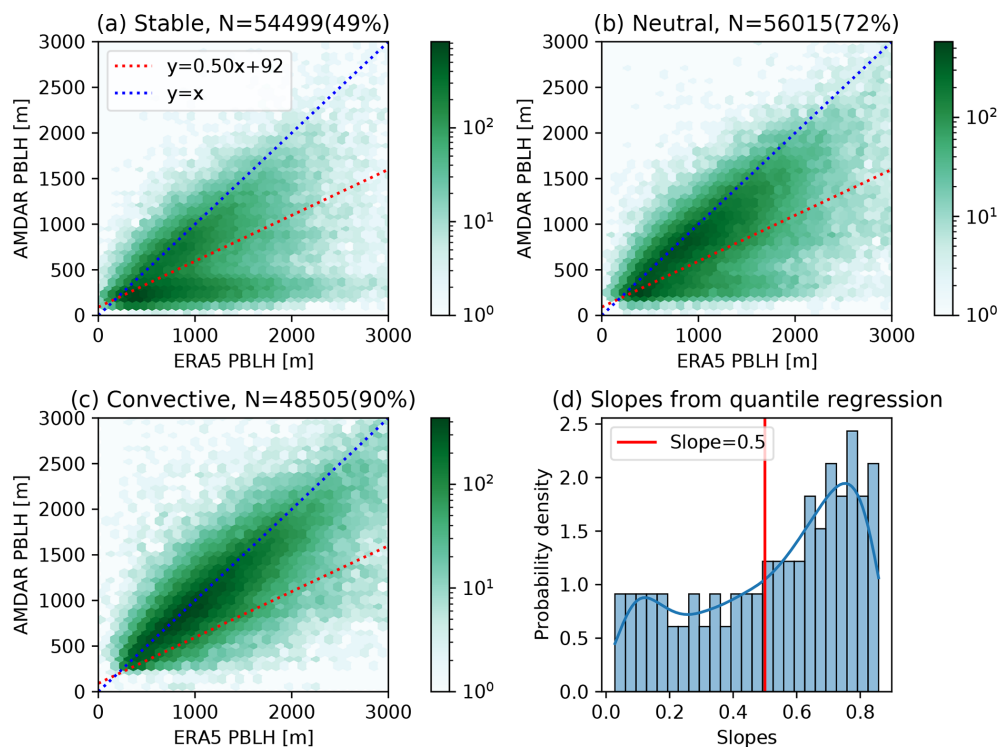 (a) Stable, N=54499(49%)
3000
2500
2000
1500
1000
500
0
AMDAR PBLH [m]
y=0.50x+92
y=x
0 1000 2000 3000
ERA5 PBLH [m]
10²
10¹
10⁰
(b) Neutral, N=56015(72%)
3000
2500
2000
1500
1000
500
0
AMDAR PBLH [m]
0 1000 2000 3000
ERA5 PBLH [m]
10²
10¹
10⁰
(c) Convective, N=48505(90%)
3000
2500
2000
1500
1000
500
0
AMDAR PBLH [m]
0 1000 2000 3000
ERA5 PBLH [m]
10²
10¹
10⁰
(d) Slopes from quantile regression
2.5
2.0
1.5
1.0
0.5
0.0
Probability density
Slope=0.5
0.0 0.2 0.4 0.6 0.8
Slopes